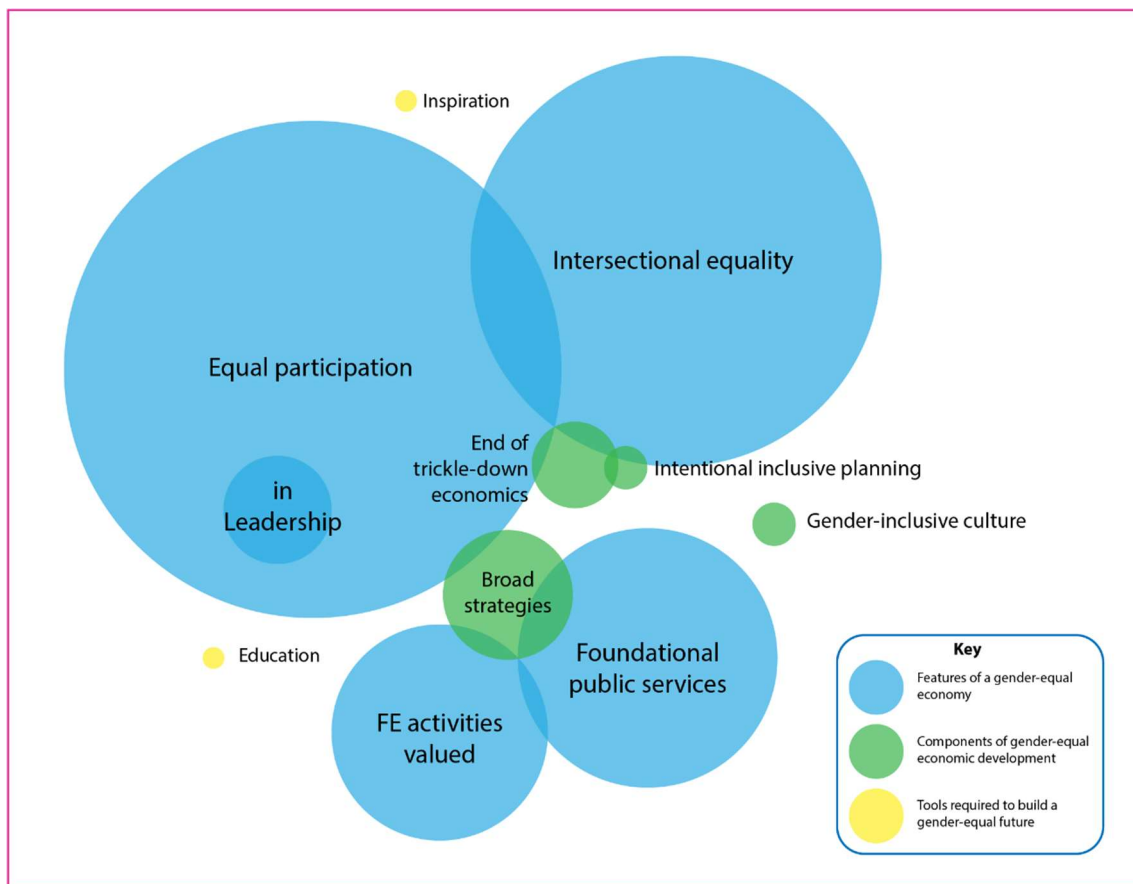 Inspiration
Intersectional equality
Equal participation
End of
trickle-down
economics
Intentional inclusive planning
in
Leadership
Gender-inclusive culture
Broad
strategies
Education
Foundational
public services
FE activities
valued
Key
Features of a gender-equal
economy
Components of gender-equal
economic development
Tools required to build a
gender-equal future